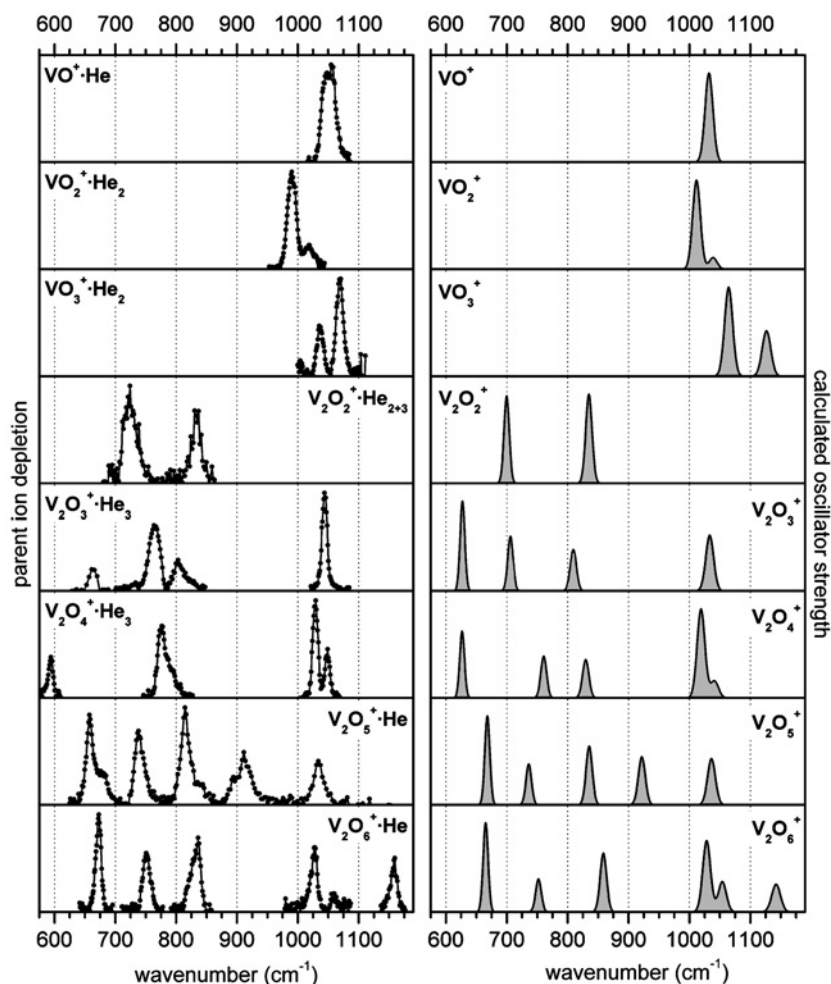 600 700 800 900 1000 1100
600 700 800 900 1000 1100
VO⁺·He
VO⁺
VO₂⁺·He₂
VO₂⁺
VO₃⁺·He₂
VO₃⁺
V₂O₂⁺·He₂₊₃
V₂O₂⁺
V₂O₃⁺·He₃
V₂O₃⁺
V₂O₄⁺·He₃
V₂O₄⁺
V₂O₅⁺·He
V₂O₅⁺
V₂O₆⁺·He
V₂O₆⁺
parent ion depletion
calculated oscillator strength
600 700 800 900 1000 1100
600 700 800 900 1000 1100
wavenumber (cm⁻¹)
wavenumber (cm⁻¹)